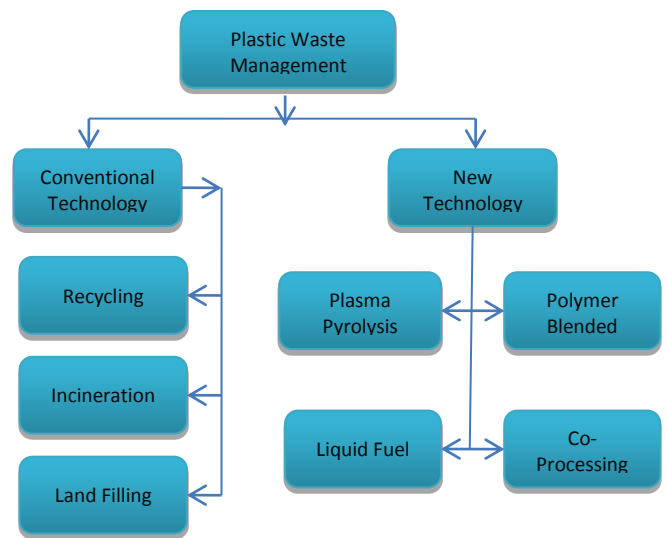 Plastic Waste
Management
Conventional
Technology
New
Technology
Recycling
Plasma
Pyrolysis
Polymer
Blended
Incineration
Liquid Fuel
Co-
Processing
Land Filling